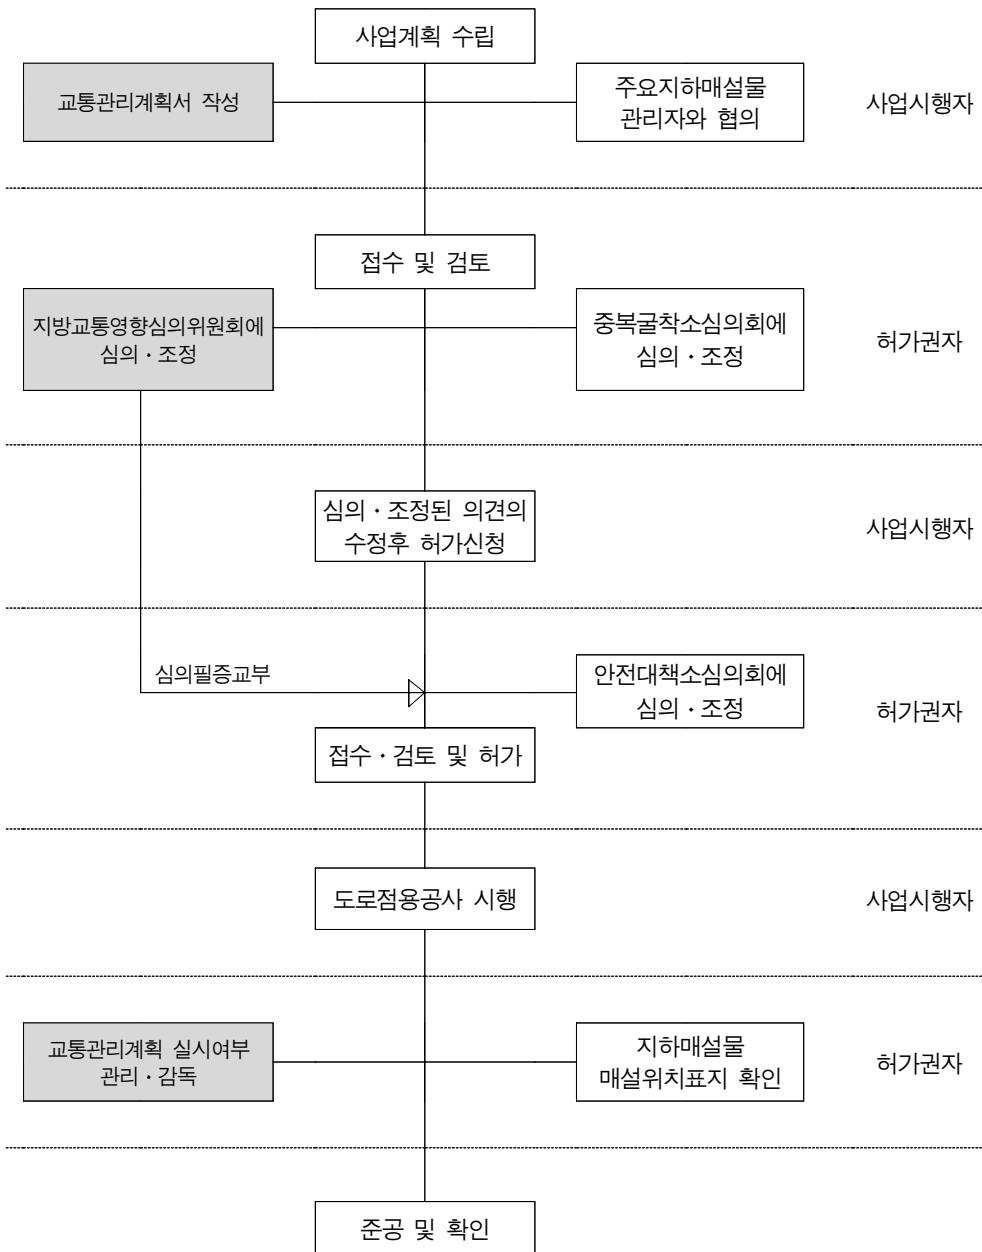 사업계획 수립
교통관리계획서 작성
주요지하매설물
관리자와 협의
사업시행자
접수 및 검토
지방교통영향심의위원회에
심의·조정
중복굴착소심의회에
심의·조정
허가권자
심의·조정된 의견의
수정후 허가신청
사업시행자
심의필증교부
안전대책소심의회에
심의·조정
허가권자
접수·검토 및 허가
도로점용공사 시행
사업시행자
교통관리계획 실시여부
관리·감독
지하매설물
매설위치표지 확인
허가권자
준공 및 확인